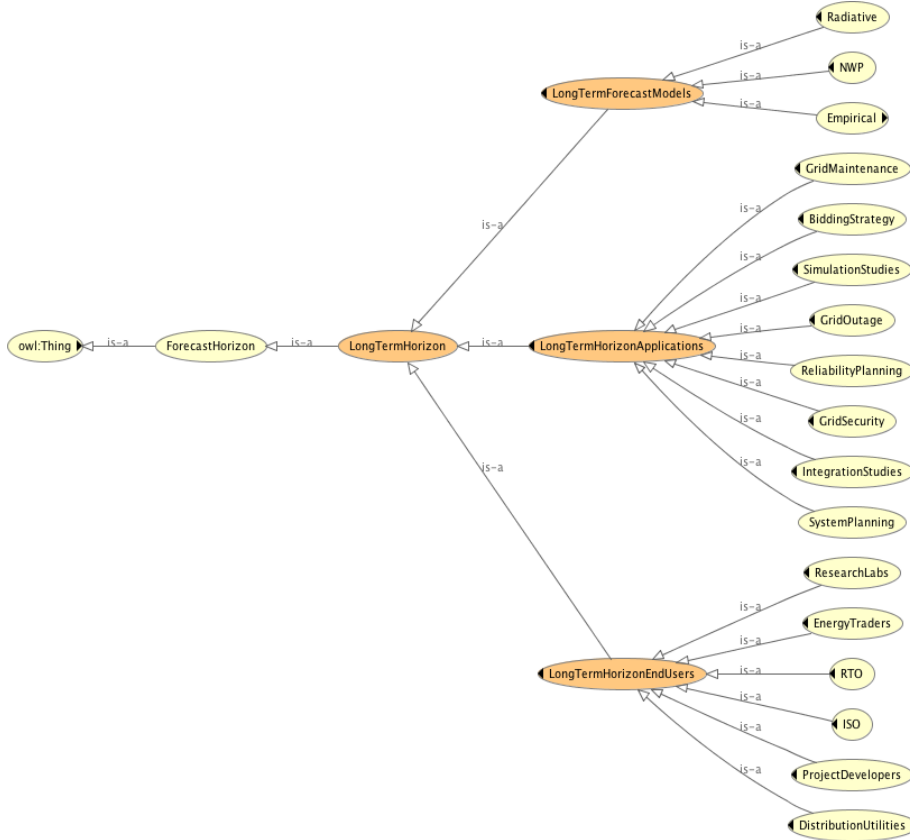 Radiative
is-a
NWP
is-a
LongTermForecastModels
is-a
Empirical
GridMaintenance
is-a
BiddingStrategy
is-a
is-a
SimulationStudies
is-a
GridOutage
is-a
owl:Thing
is-a
ForecastHorizon
is-a
LongTermHorizon
is-a
LongTermHorizonApplications
is-a
ReliabilityPlanning
is-a
GridSecurity
is-a
IntegrationStudies
is-a
is-a
SystemPlanning
ResearchLabs
is-a
EnergyTraders
is-a
LongTermHorizonEndUsers
is-a
RTO
is-a
ISO
is-a
ProjectDevelopers
is-a
DistributionUtilities